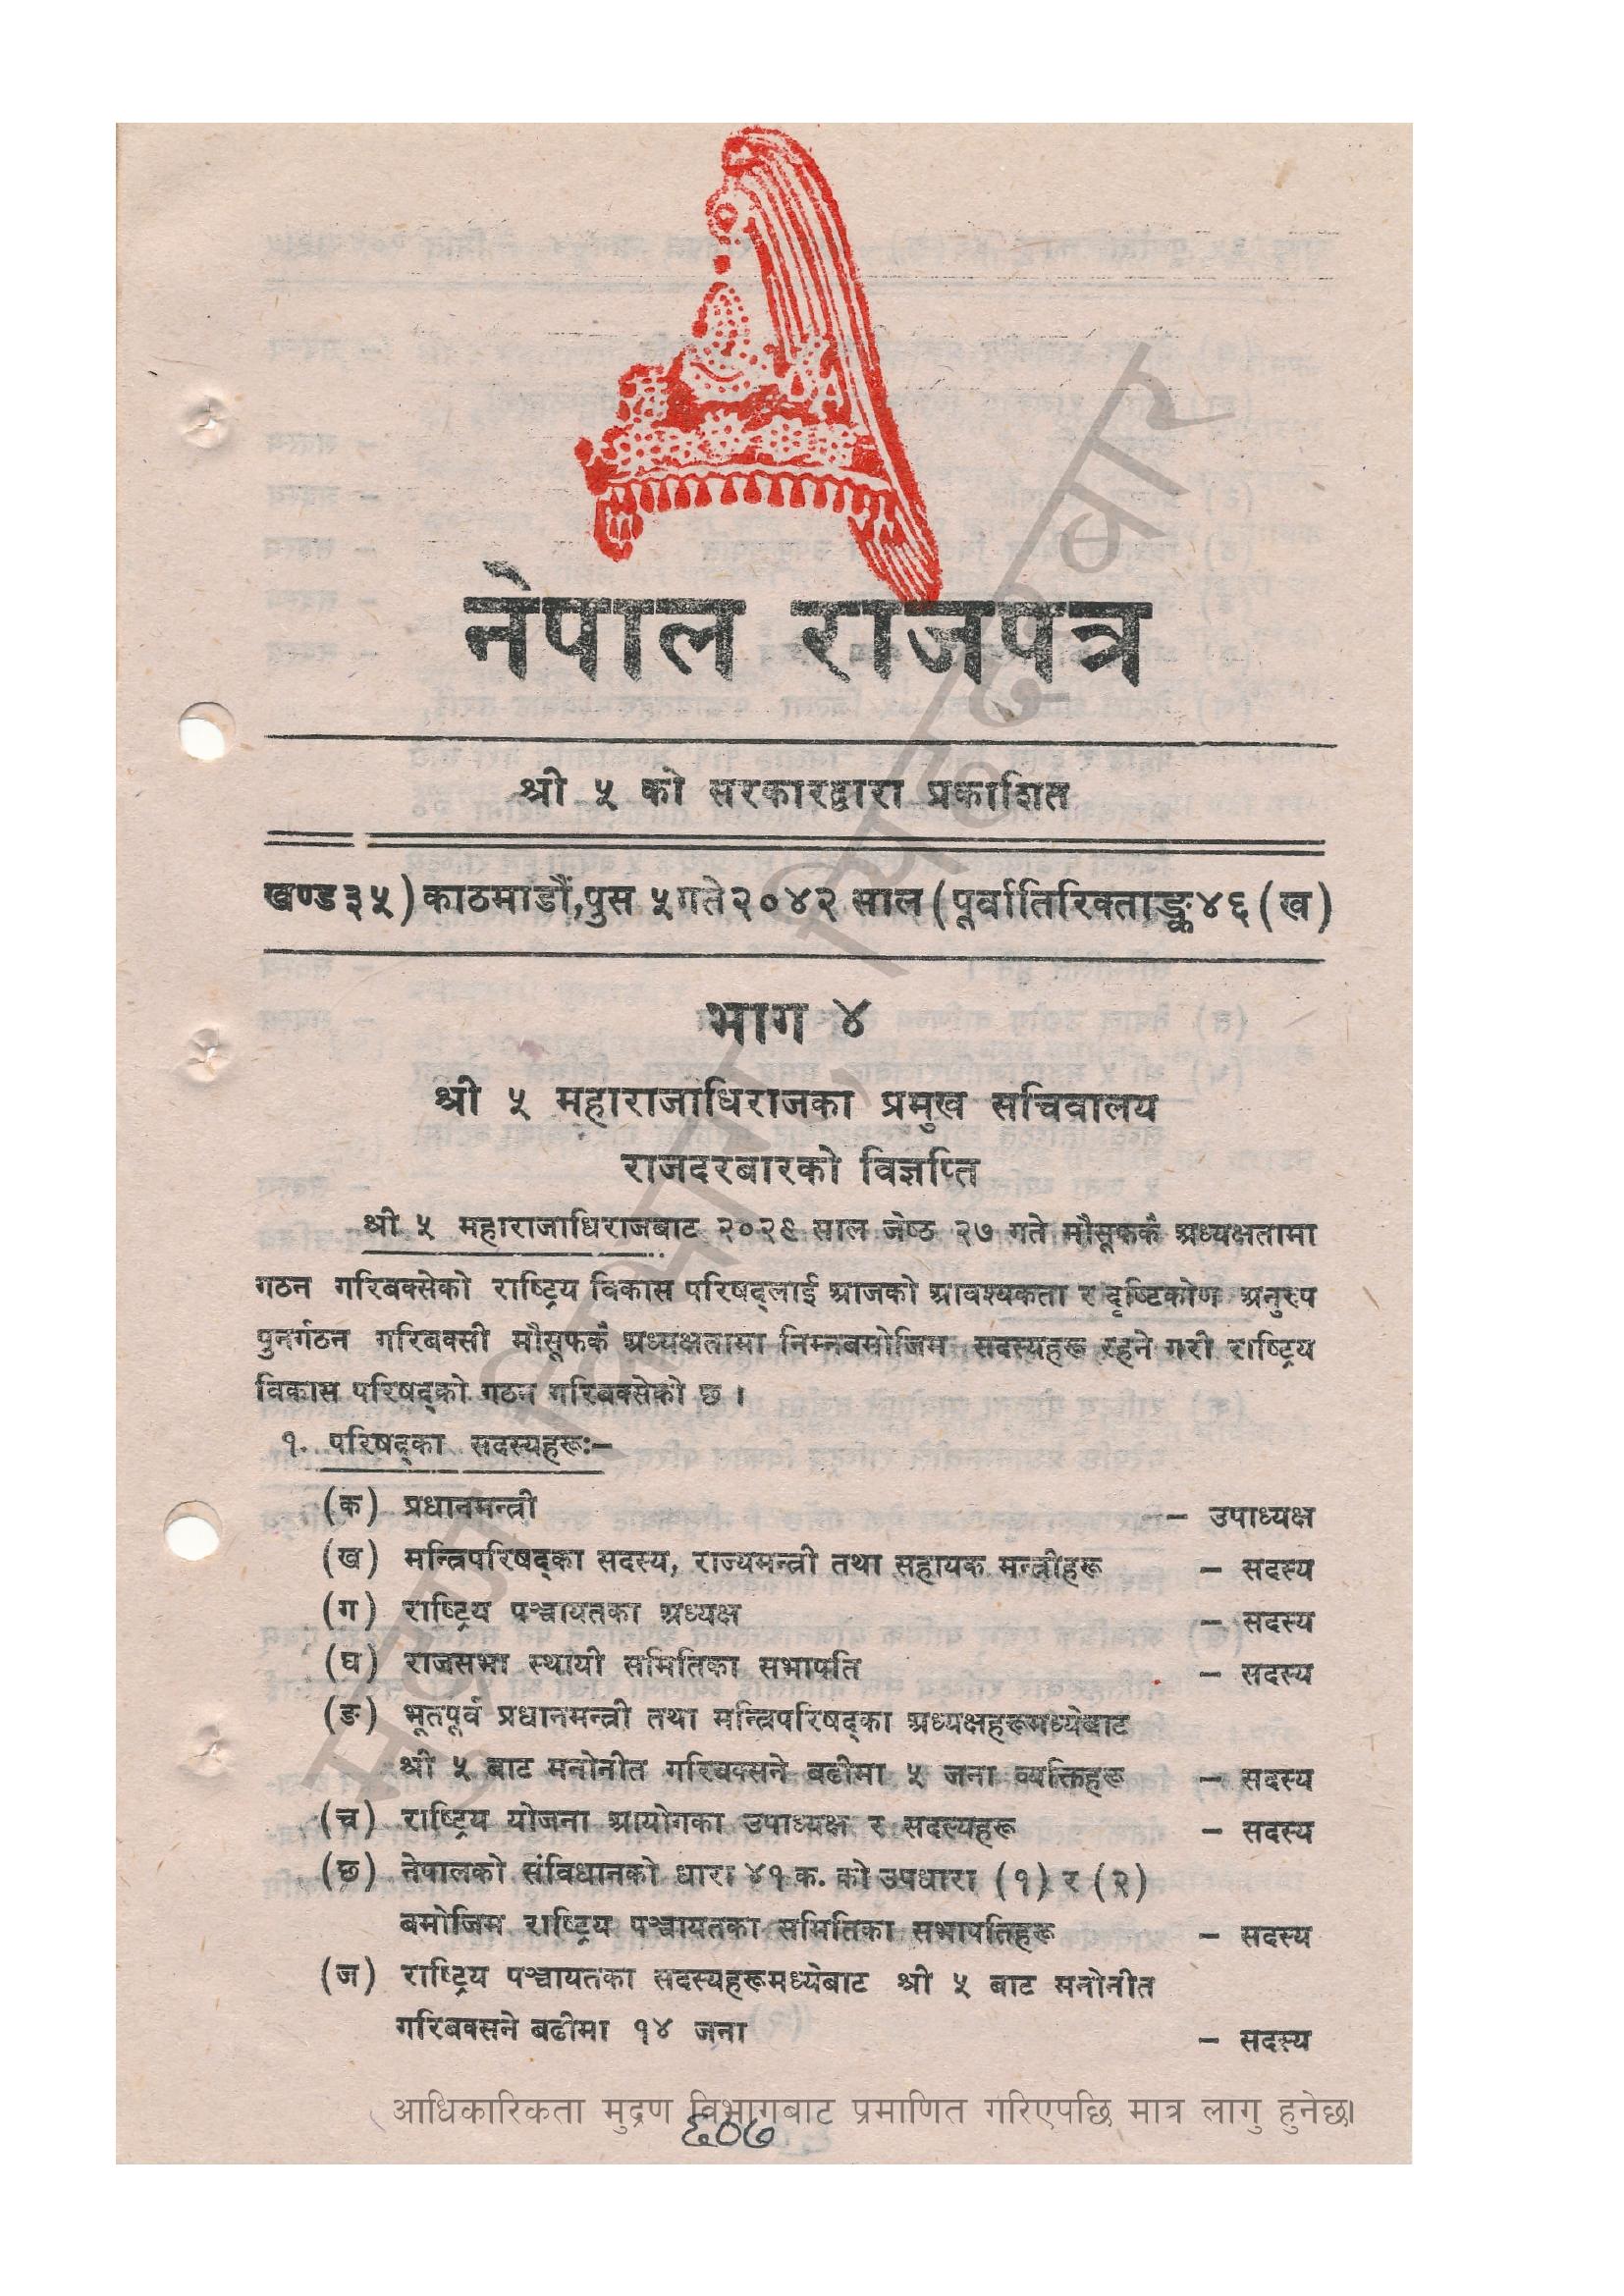 नेपाल राजपत्र
श्री ५ को सरकारद्वारा प्रकाशित
खण्ड ३५) काठमाडौं, पुस ५ गते २०४२ साल (पूर्वातिरिक्ताङ्क ४६ (ख)
भाग ४
श्री ५ महाराजाधिराजका प्रमुख सचिवालय
राजदरबारको विज्ञप्ति
श्री ५ महाराजाधिराजबाट २०२९ साल जेष्ठ २७ गते मौसूफकै अध्यक्षतामा
गठन गरिबक्सेको राष्ट्रिय विकास परिषद्लाई आजको आवश्यकता र दृष्टिकोण अनुरुप
पुनर्गठन गरिबक्सी मौसूफकै अध्यक्षतामा निम्नबमोजिम सदस्यहरू रहने गरी राष्ट्रिय
विकास परिषद्को गठन गरिबक्सेको छ ।
१. परिषद्का सदस्यहरूः–
(क) प्रधानमन्त्री – उपाध्यक्ष
(ख) मन्त्रिपरिषद्का सदस्य, राज्यमन्त्री तथा सहायक मन्त्रीहरू – सदस्य
(ग) राष्ट्रिय पञ्चायतका अध्यक्ष – सदस्य
(घ) राजसभा स्थायी समितिका सभापति – सदस्य
(ङ) भूतपूर्व प्रधानमन्त्री तथा मन्त्रिपरिषद्का अध्यक्षहरूमध्येबाट
श्री ५ बाट मनोनीत गरिबक्सने बढीमा ५ जना व्यक्तिहरू – सदस्य
(च) राष्ट्रिय योजना आयोगका उपाध्यक्ष र सदस्यहरू – सदस्य
(छ) नेपालको संविधानको धारा ४१ क. को उपधारा (१) र (२)
बमोजिम राष्ट्रिय पञ्चायतका समितिका सभापतिहरू – सदस्य
(ज) राष्ट्रिय पञ्चायतका सदस्यहरूमध्येबाट श्री ५ बाट मनोनीत
गरिबक्सने बढीमा १४ जना – सदस्य
आधिकारिकता मुद्रण विभागबाट प्रमाणित गरिएपछि मात्र लागु हुनेछ।
६०७